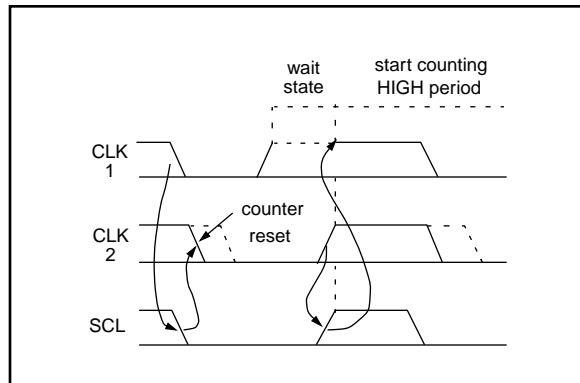 wait
state
start counting
HIGH period
CLK
1
counter
reset
CLK
2
SCL